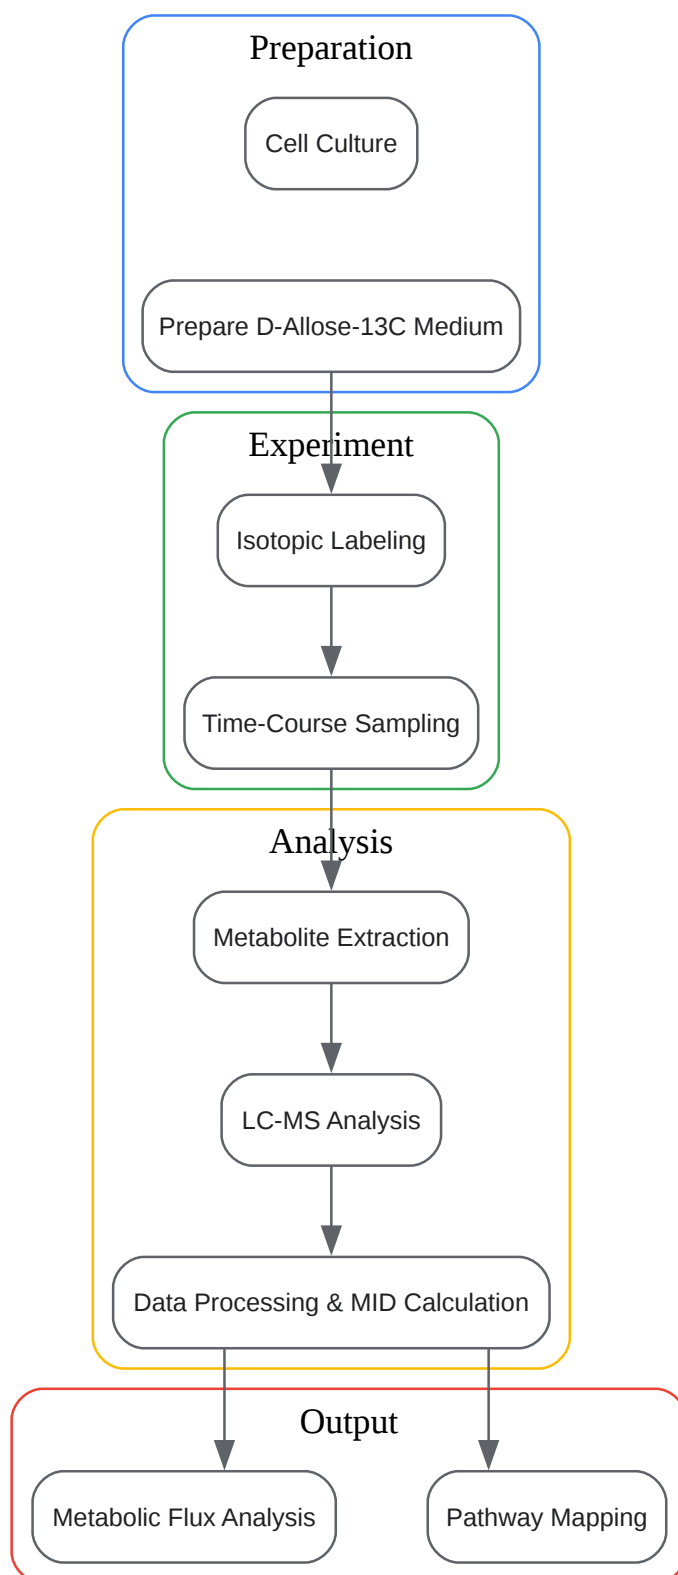 Preparation
Cell Culture
Prepare D-Allose-13C Medium
Experiment
Isotopic Labeling
Time-Course Sampling
Analysis
Metabolite Extraction
LC-MS Analysis
Data Processing & MID Calculation
Output
Metabolic Flux Analysis
Pathway Mapping